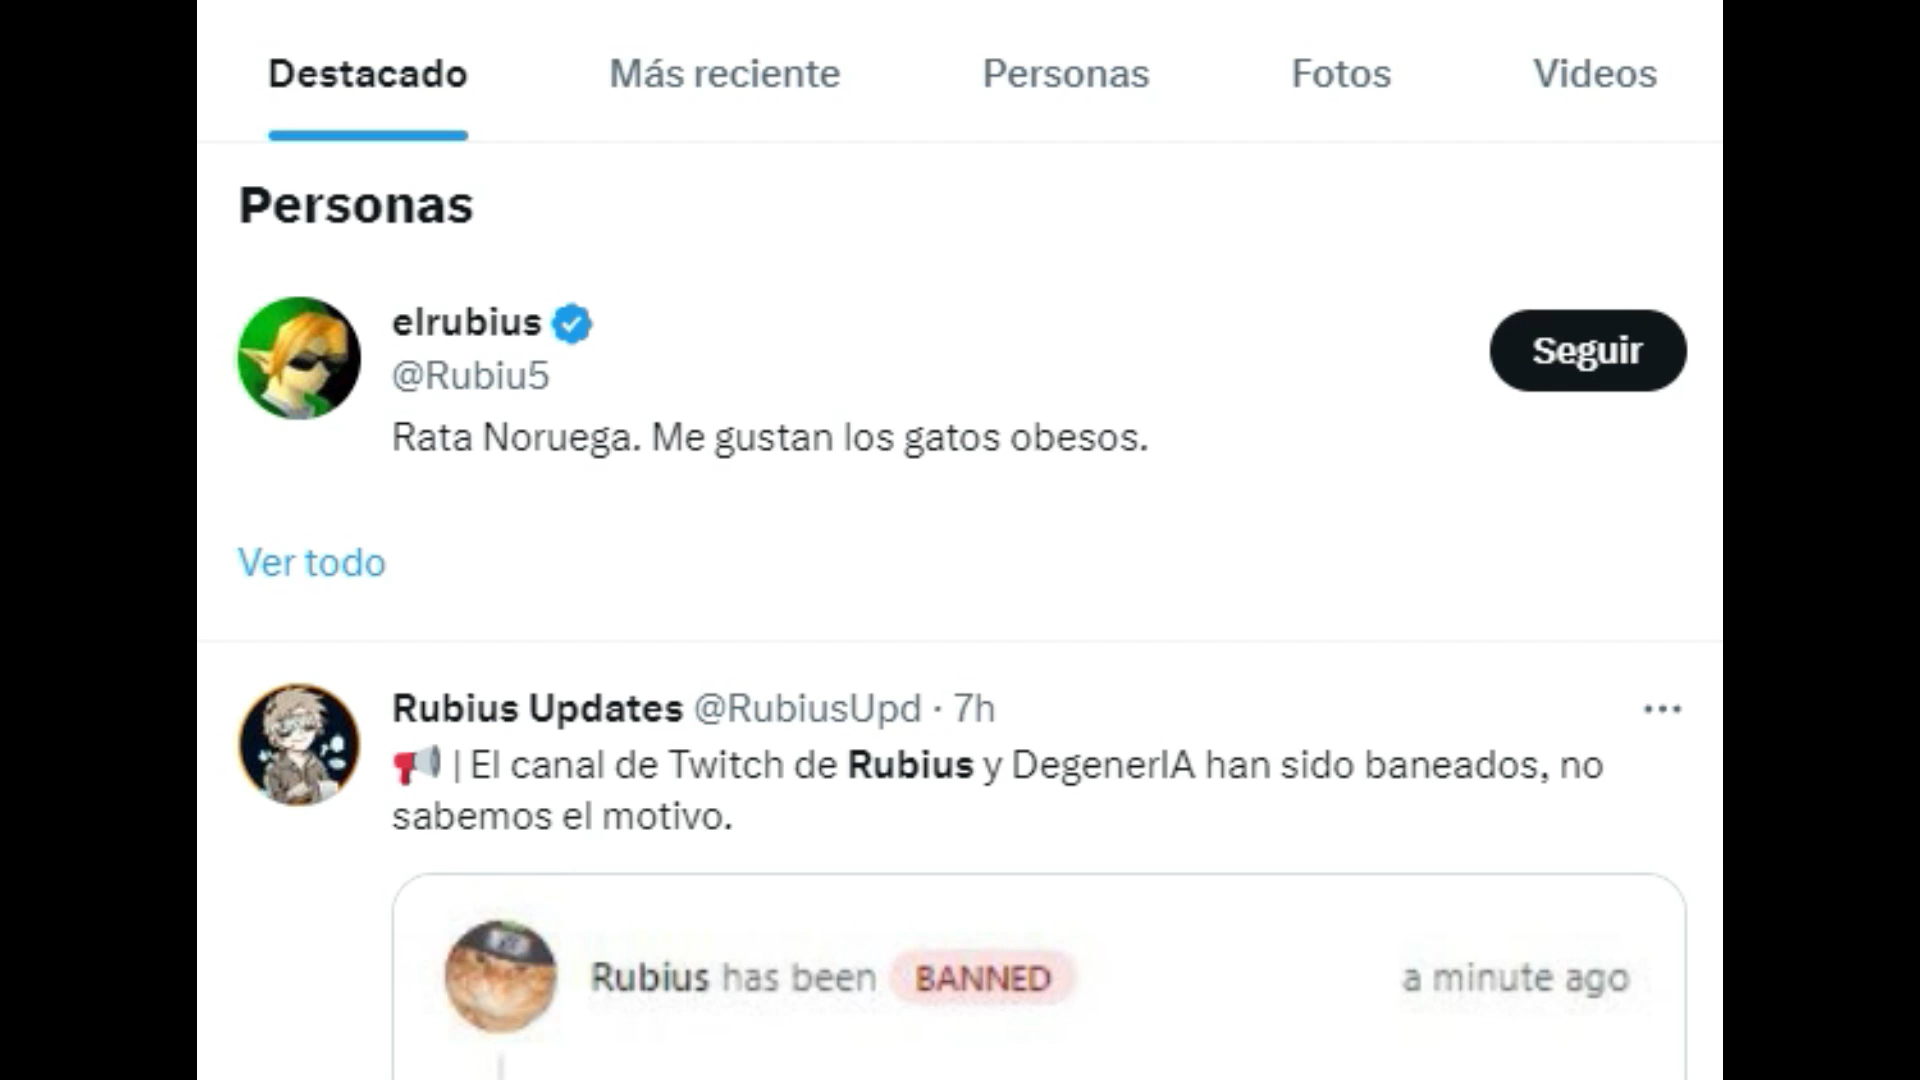 Destacado Más reciente Personas Fotos Videos
Personas
elrubius
@Rubiu5
Seguir
Rata Noruega. Me gustan los gatos obesos.
Ver todo
Rubius Updates @RubiusUpd · 7h
| El canal de Twitch de Rubius y DegenerIA han sido baneados, no
sabemos el motivo.
Rubius has been BANNED a minute ago